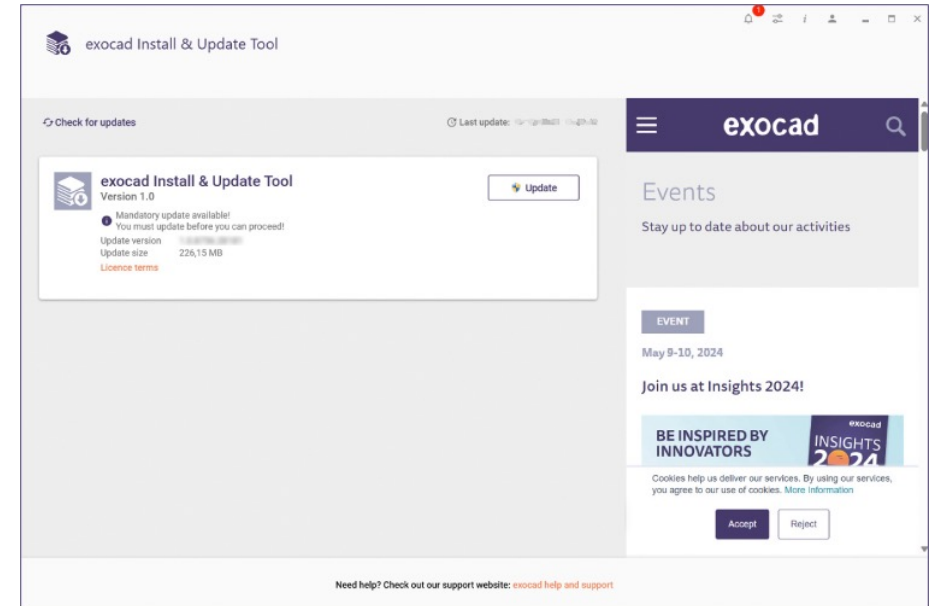 1
i
exocad Install & Update Tool
Check for updates
Last update:
exocad Install & Update Tool
Version 1.0
Update
Mandatory update available!
You must update before you can proceed!
Update version
Update size 226,15 MB
Licence terms
exocad
Events
Stay up to date about our activities
EVENT
May 9-10, 2024
Join us at Insights 2024!
BE INSPIRED BY
INNOVATORS
exocad
INSIGHTS
2024
Cookies help us deliver our services. By using our services,
you agree to our use of cookies. More Information
Accept
Reject
Need help? Check out our support website: exocad help and support